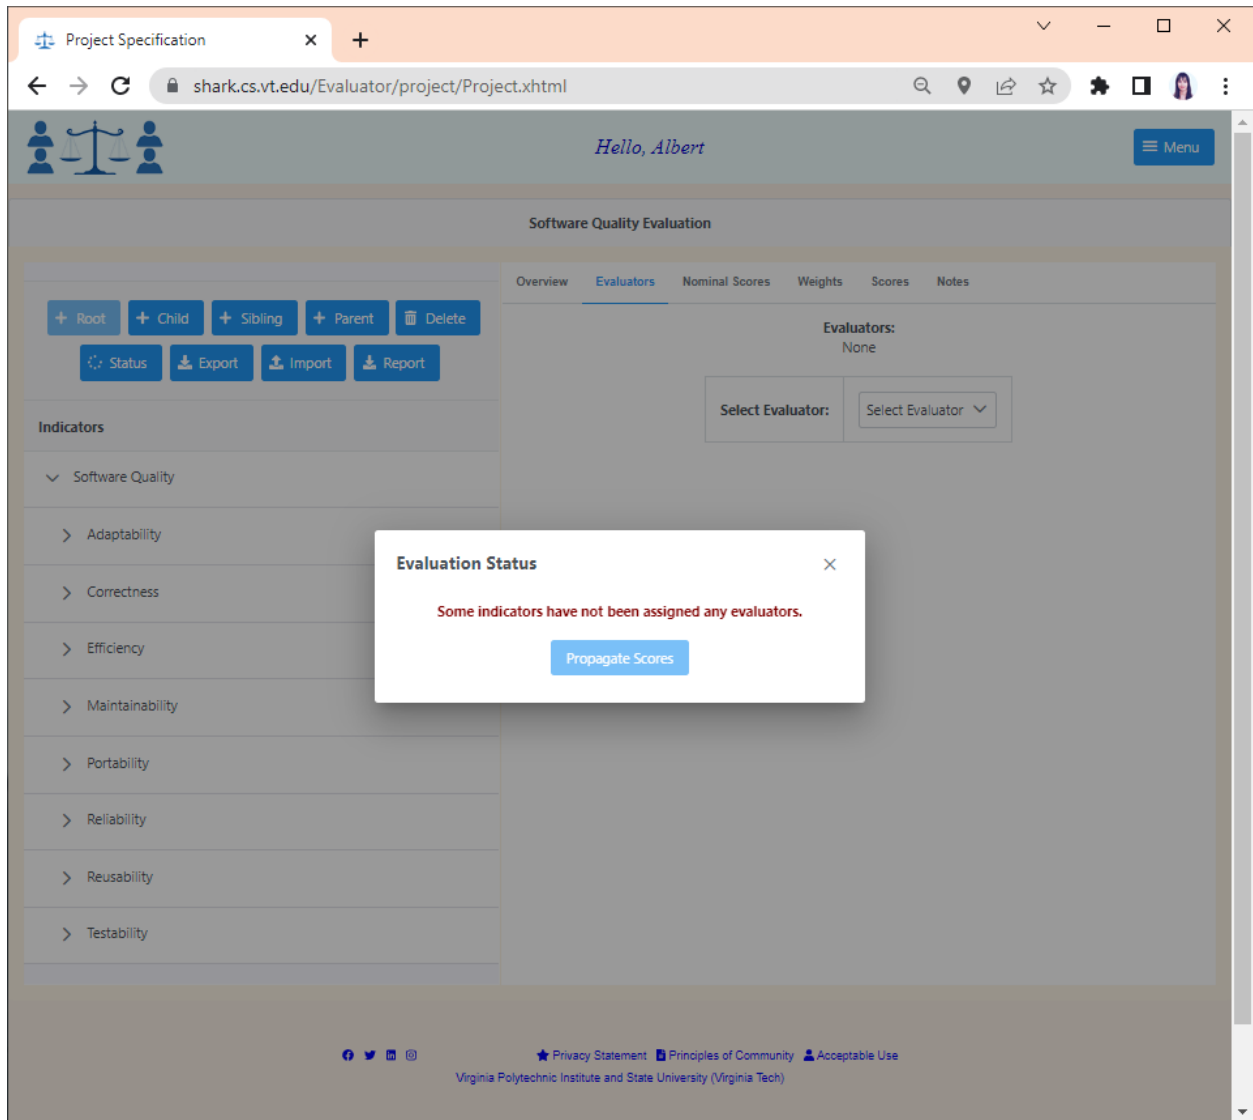 Project Specification
shark.cs.vt.edu/Evaluator/project/Project.xhtml
Hello, Albert
Menu
Software Quality Evaluation
Root
Child
Sibling
Parent
Delete
Status
Export
Import
Report
Indicators
Software Quality
Adaptability
Correctness
Efficiency
Maintainability
Portability
Reliability
Reusability
Testability
Overview Evaluators Nominal Scores Weights Scores Notes
Evaluators:
None
Select Evaluator: Select Evaluator
Evaluation Status
Some indicators have not been assigned any evaluators.
Propagate Scores
Privacy Statement Principles of Community Acceptable Use
Virginia Polytechnic Institute and State University (Virginia Tech)